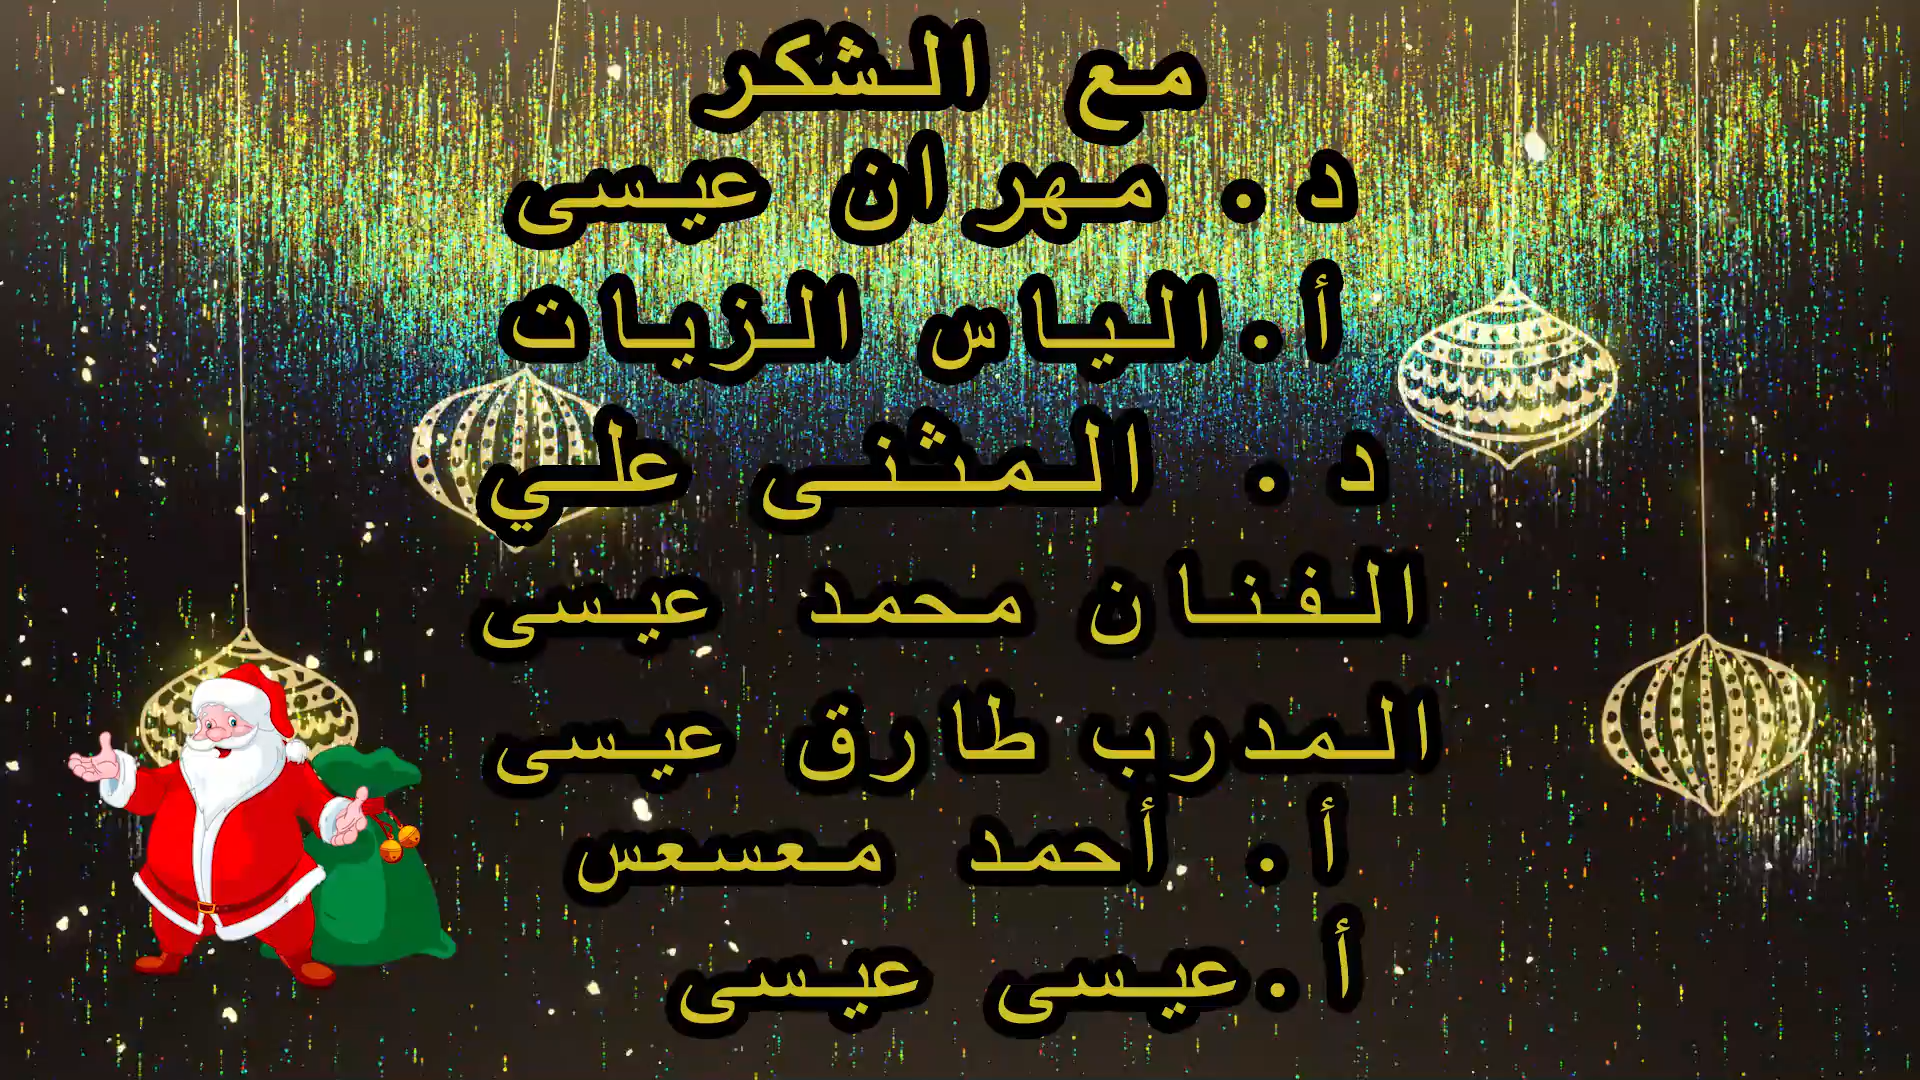 مع الشكر
د. مهران عيسى
أ.الياس الزيات
د. المثنى علي
الفنان محمد عيسى
المدرب طارق عيسى
أ. أحمد معسعس
أ.عيسى عيسى